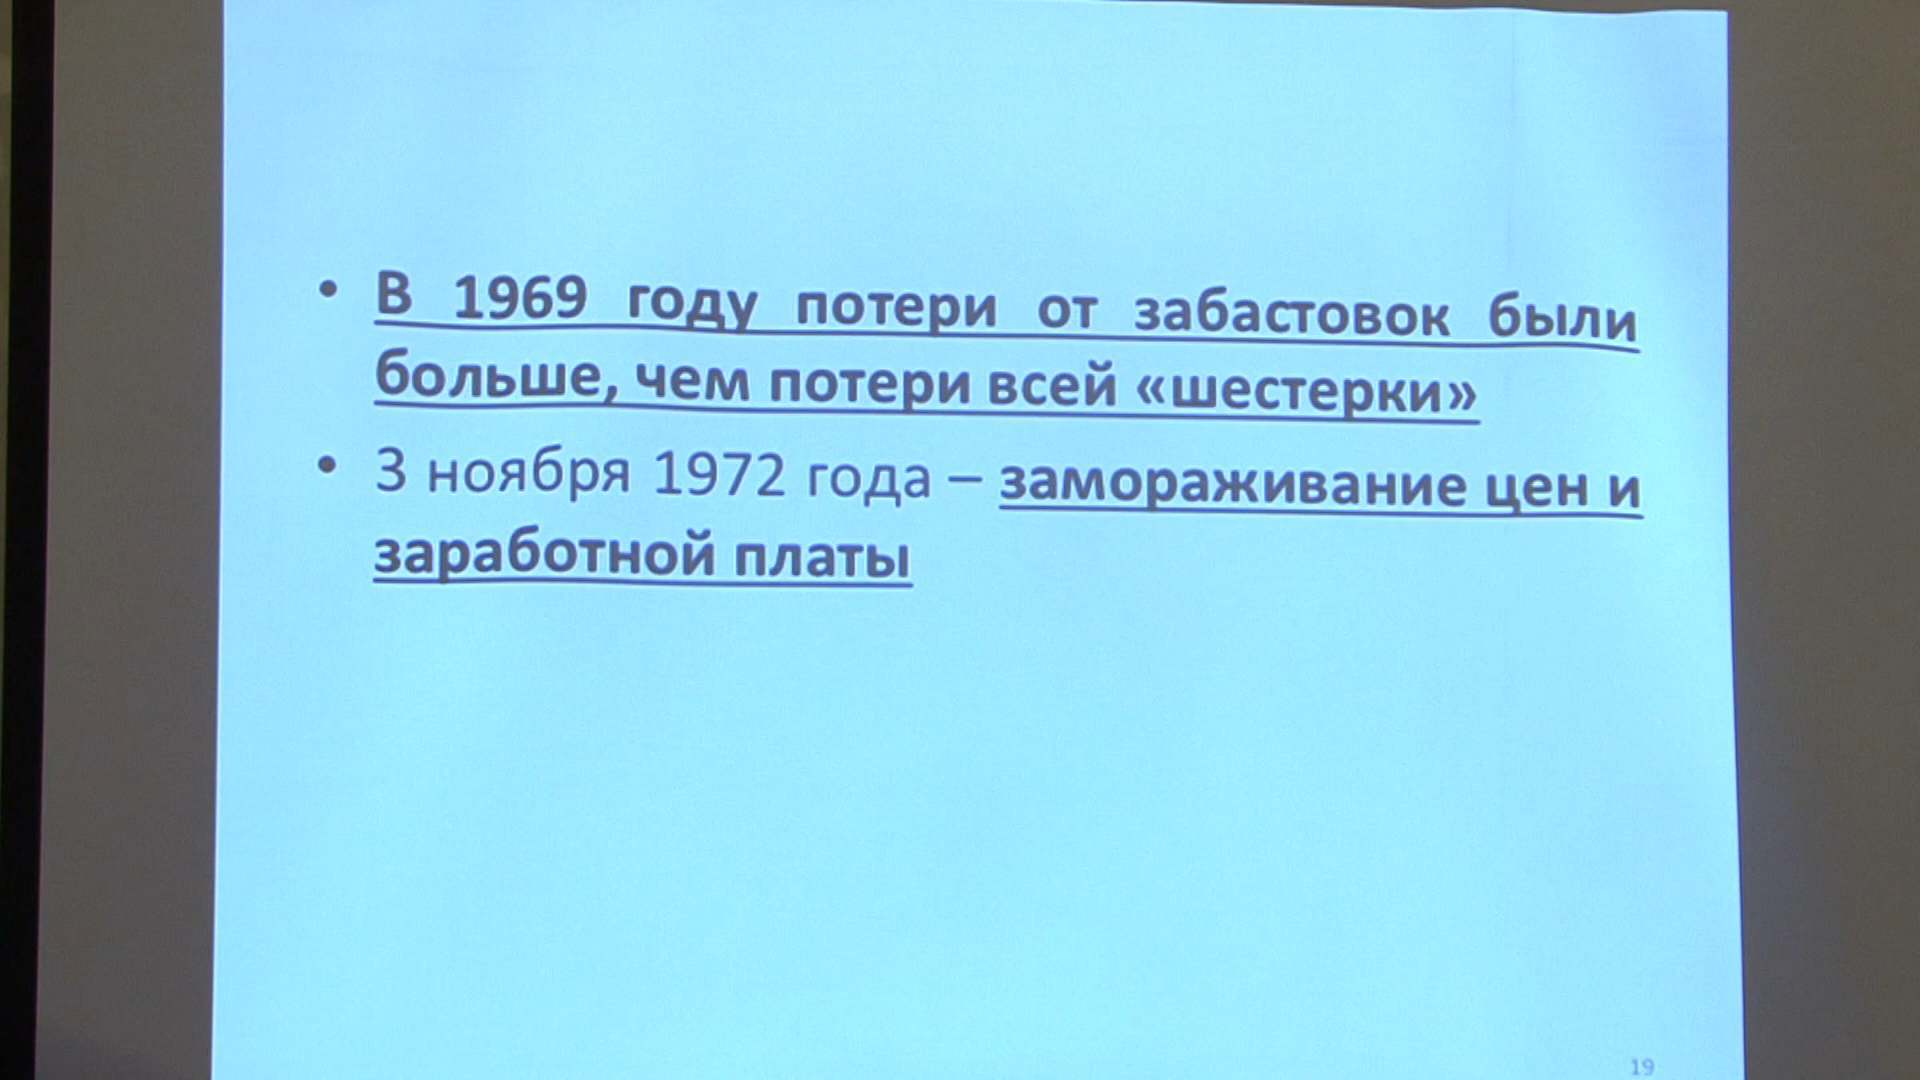 • В 1969 году потери от забастовок были
больше, чем потери всей «шестерки»
• 3 ноября 1972 года – замораживание цен и
заработной платы
19